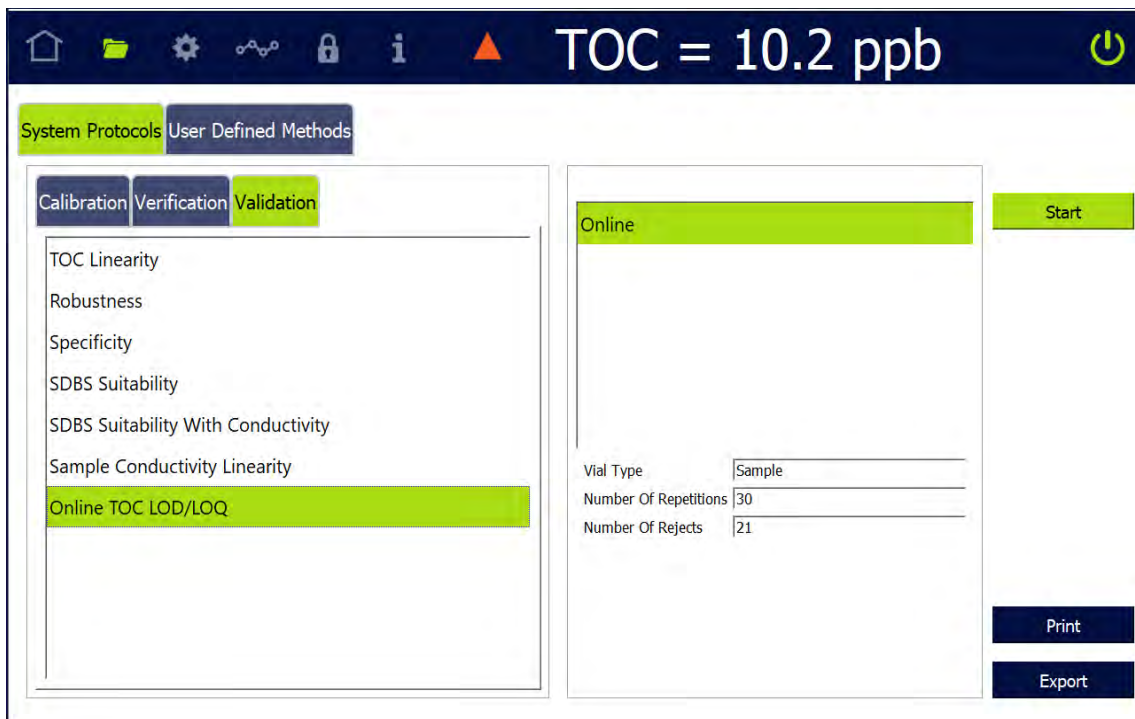 TOC = 10.2 ppb
System Protocols User Defined Methods
Calibration Verification Validation
TOC Linearity
Robustness
Specificity
SDBS Suitability
SDBS Suitability With Conductivity
Sample Conductivity Linearity
Online TOC LOD/LOQ
Online
Vial Type Sample
Number Of Repetitions 30
Number Of Rejects 21
Start
Print
Export